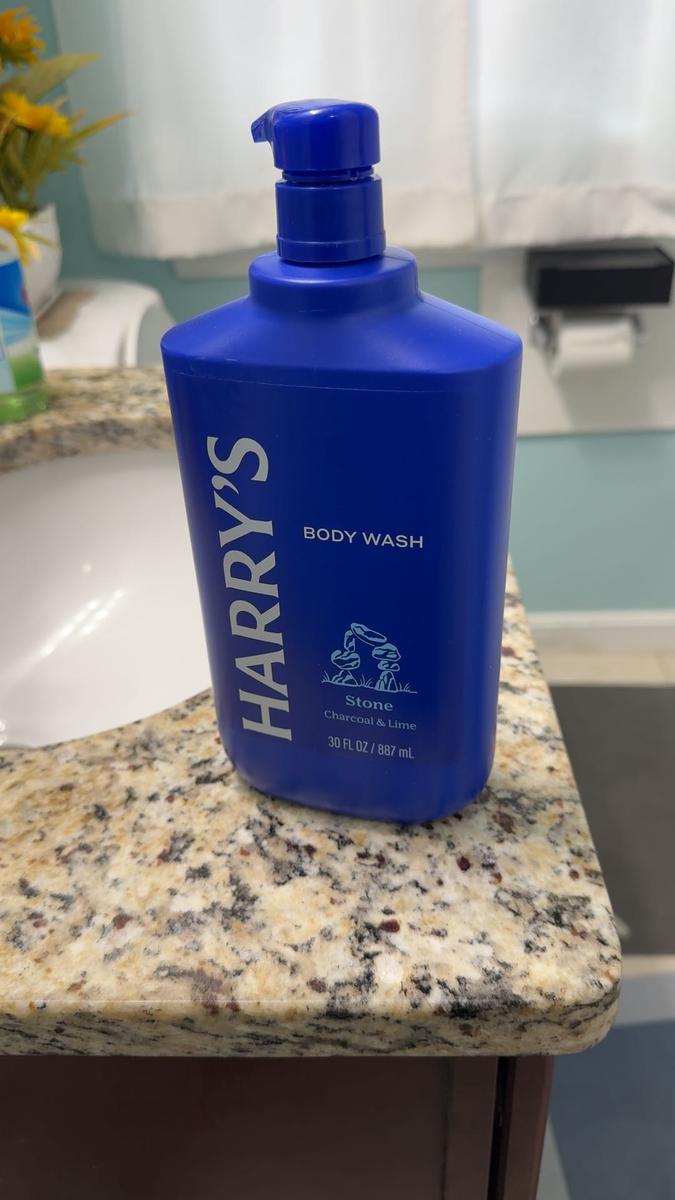 HARRY'S
BODY WASH
Stone
Charcoal & Lime
30 FL OZ / 887 mL